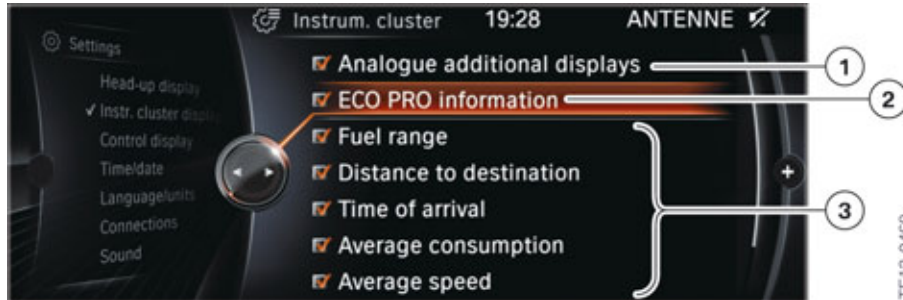 Instrum. cluster 19:28 ANTENNE
Settings
Head-up display
Instr. cluster display
Control display
Time/date
Language/units
Connections
Sound
Analogue additional displays
ECO PRO information
Fuel range
Distance to destination
Time of arrival
Average consumption
Average speed
1
2
3